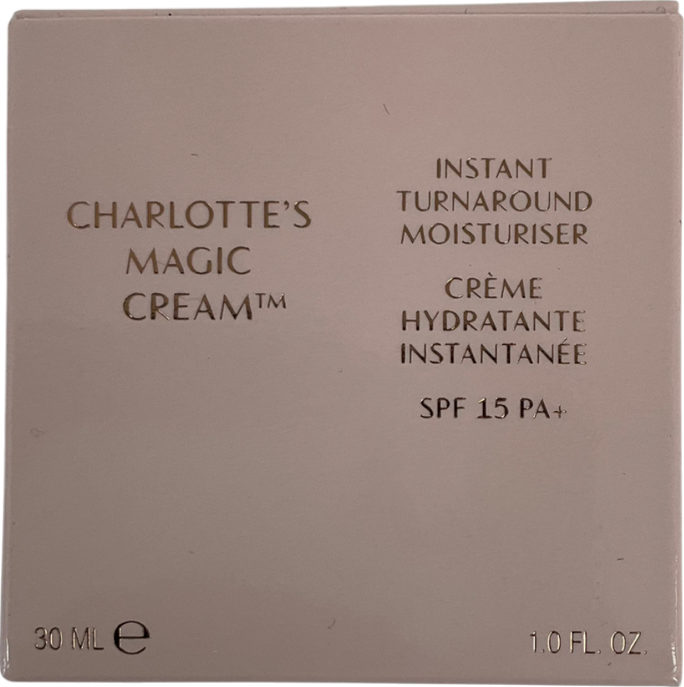 CHARLOTTE'S
MAGIC
CREAM™
INSTANT
TURNAROUND
MOISTURISER
CRÈME
HYDRATANTE
INSTANTANÉE
SPF 15 PA+
30 ML ℮
1.0 FL. OZ.